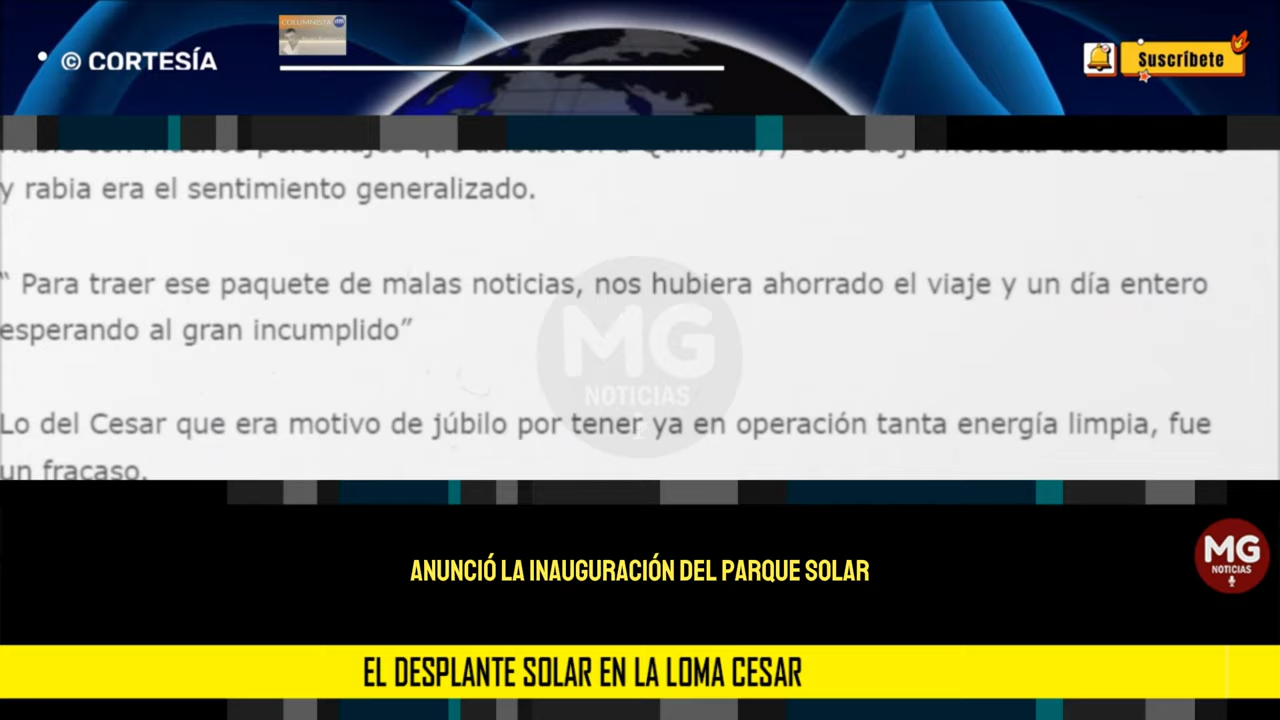 © CORTESÍA
COLUMNISTA
Suscríbete
y rabia era el sentimiento generalizado.
“ Para traer ese paquete de malas noticias, nos hubiera ahorrado el viaje y un día entero
esperando al gran incumplido”
Lo del Cesar que era motivo de júbilo por tener ya en operación tanta energía limpia, fue
un fracaso.
MG
NOTICIAS
ANUNCIÓ LA INAUGURACIÓN DEL PARQUE SOLAR
MG
NOTICIAS
EL DESPLANTE SOLAR EN LA LOMA CESAR